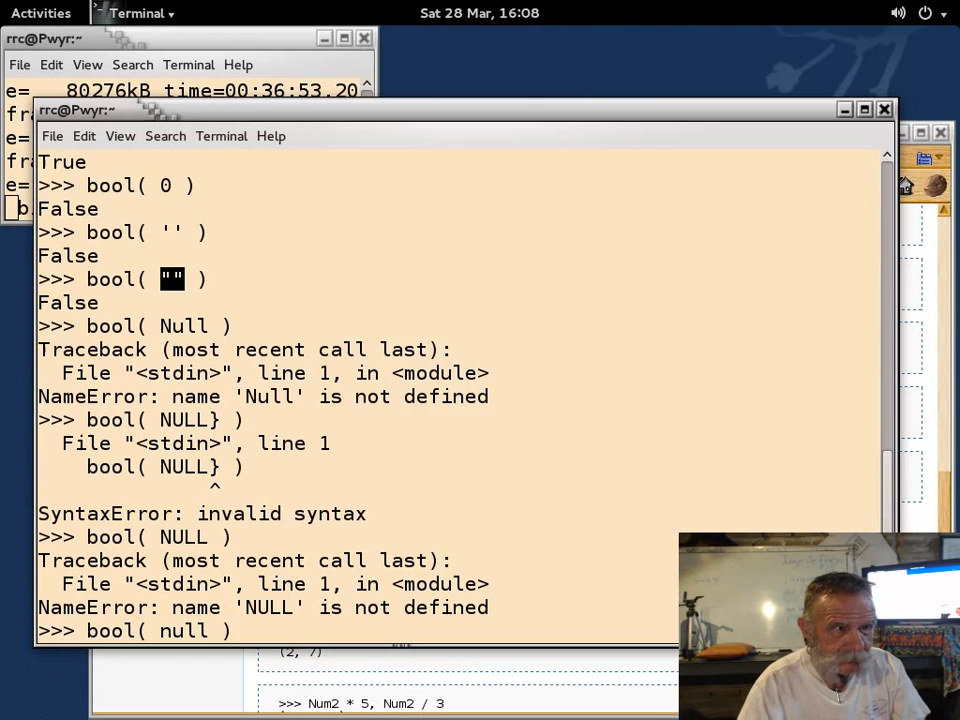 Activities
Terminal
Sat 28 Mar, 16:08
rrc@Pwyr:~
File Edit View Search Terminal Help
e= 80276kB time=00:36:53.20
fra
e=
fra
e=
b
rrc@Pwyr:~
File Edit View Search Terminal Help
True
>>> bool( 0 )
False
>>> bool( '' )
False
>>> bool( "" )
False
>>> bool( Null )
Traceback (most recent call last):
File "<stdin>", line 1, in <module>
NameError: name 'Null' is not defined
>>> bool( NULL} )
File "<stdin>", line 1
bool( NULL} )
^
SyntaxError: invalid syntax
>>> bool( NULL )
Traceback (most recent call last):
File "<stdin>", line 1, in <module>
NameError: name 'NULL' is not defined
>>> bool( null )
(2, 7)
>>> Num2 * 5, Num2 / 3